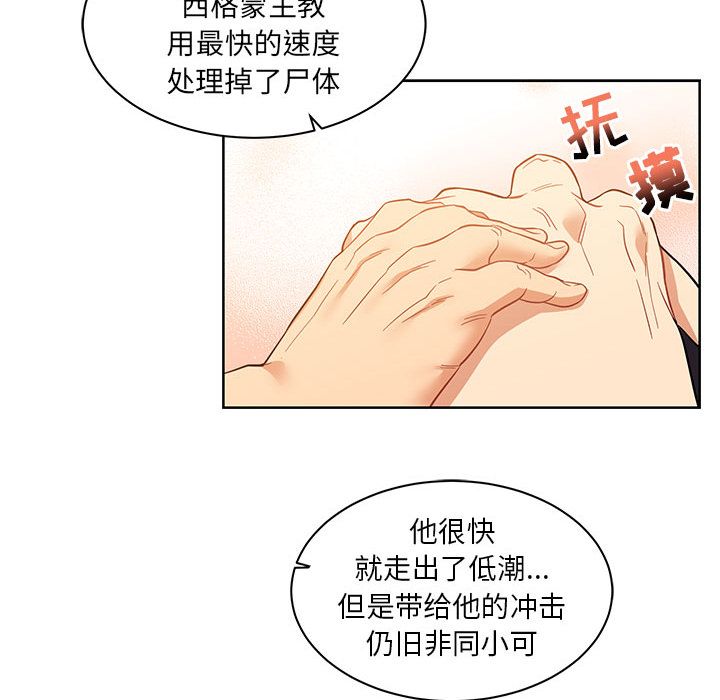 西格蒙主教
用最快的速度
处理掉了尸体
抚
摸
他很快
就走出了低潮...
但是带给他的冲击
仍旧非同小可